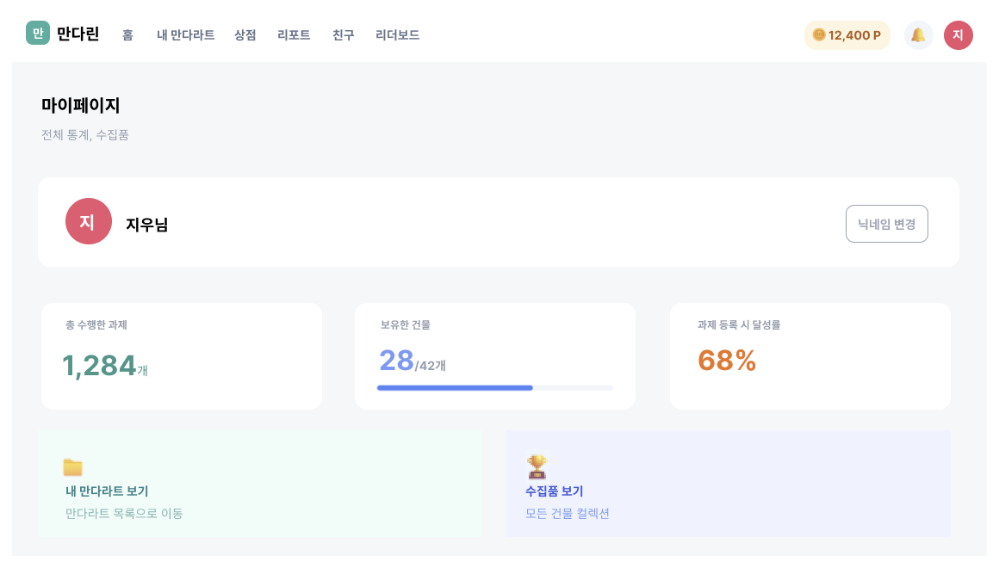 만 만다린 홈 내 만다라트 상점 리포트 친구 리더보드 12,400 P 지
마이페이지
전체 통계, 수집품
지 지우님 닉네임 변경
총 수행한 과제 보유한 건물 과제 등록 시 달성률
1,284개 28/42개 68%
내 만다라트 보기 수집품 보기
만다라트 목록으로 이동 모든 건물 컬렉션